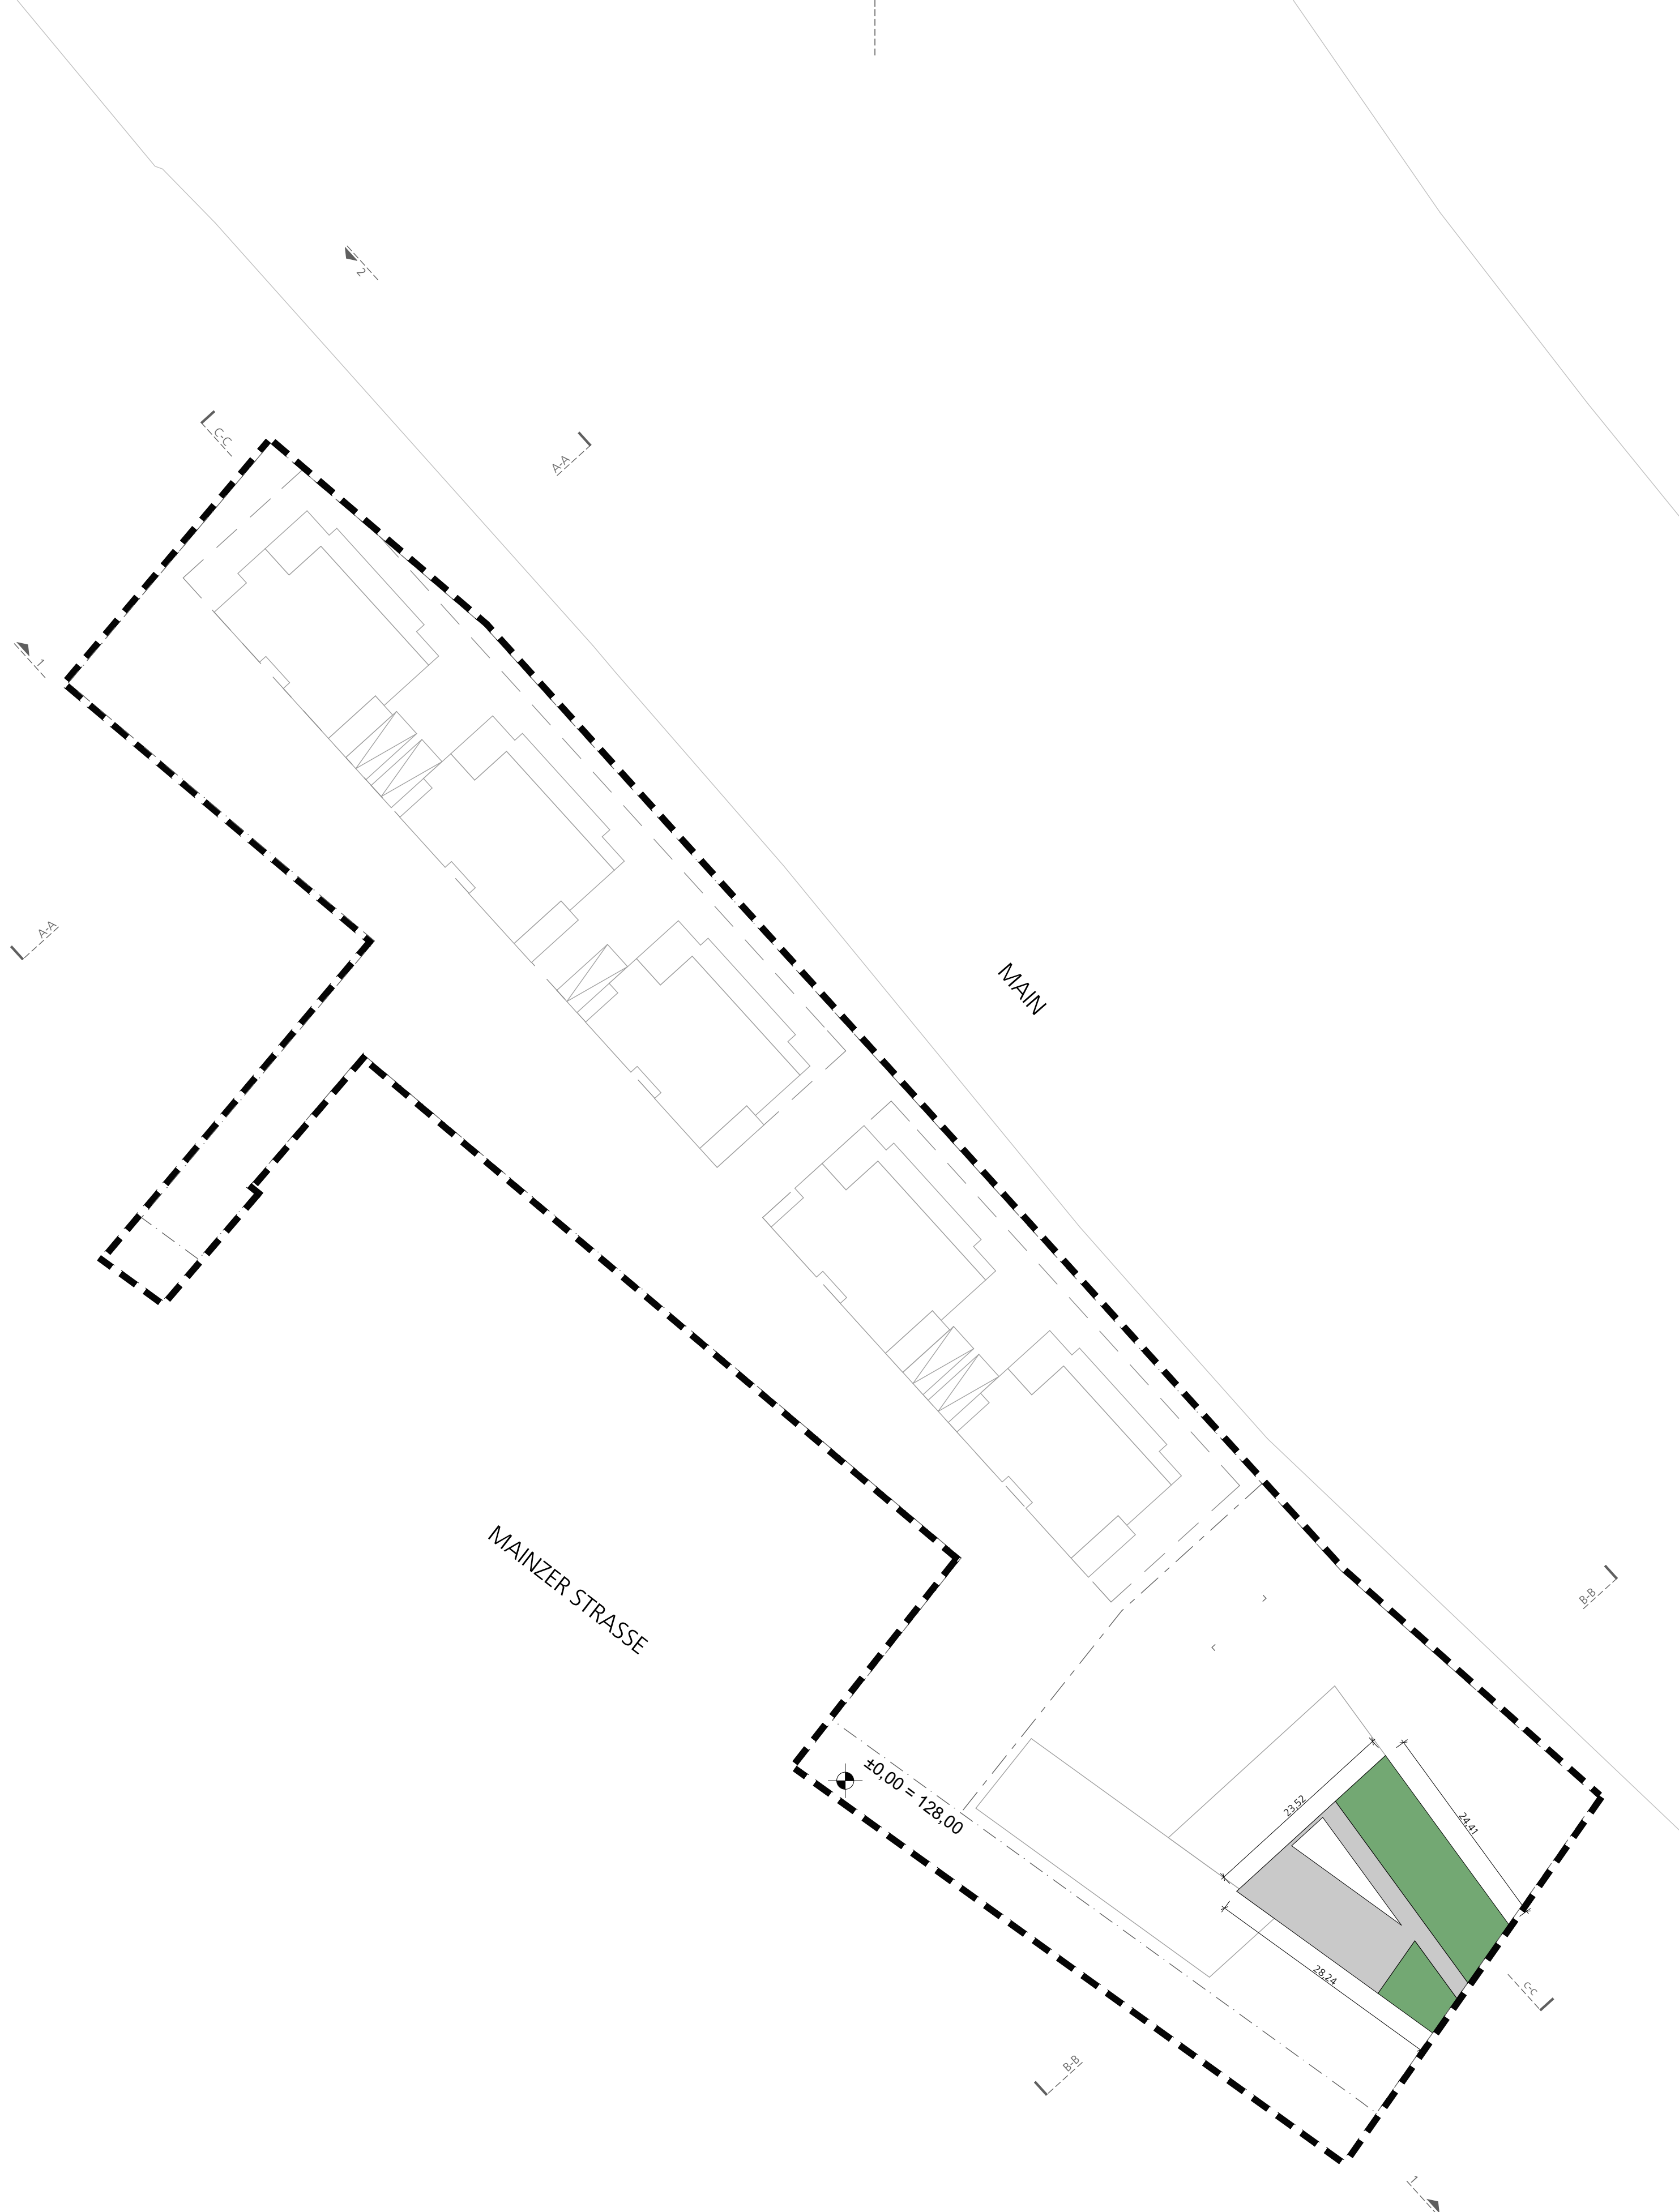 2
C-C
A-A
1
A-A
MAIN
MAINZER STRASSE
B-B
±0,00 = 128,00
23,52
24,41
28,24
C-C
B-B
1